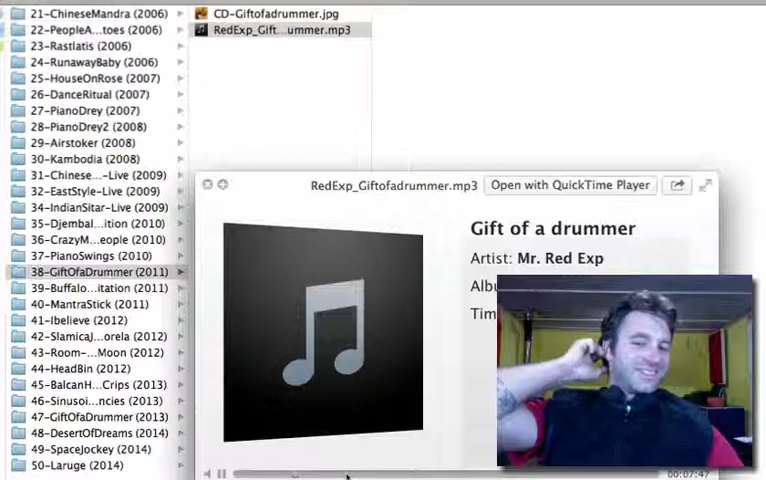 21-ChineseMandra (2006)
22-PeopleA...toes (2006)
23-Rastlatis (2006)
24-RunawayBaby (2006)
25-HouseOnRose (2007)
26-DanceRitual (2007)
27-PianoDrey (2007)
28-PianoDrey2 (2008)
29-Airstoker (2008)
30-Kambodia (2008)
31-Chinese...-Live (2009)
32-EastStyle-Live (2009)
34-IndianSitar-Live (2009)
35-Djembal...ition (2010)
36-CrazyM...eople (2010)
37-PianoSwings (2010)
38-GiftOfaDrummer (2011)
39-Buffalo...itation (2011)
40-MantraStick (2011)
41-Ibelieve (2012)
42-SlamicaJ...orela (2012)
43-Room-...Moon (2012)
44-HeadBin (2012)
45-BalcanH...Crips (2013)
46-Sinusoi...ncies (2013)
47-GiftOfaDrummer (2013)
48-DesertOfDreams (2014)
49-SpaceJockey (2014)
50-Laruge (2014)
CD-Giftofadrummer.jpg
RedExp_Gift...ummer.mp3
RedExp_Giftofadrummer.mp3 Open with QuickTime Player
Gift of a drummer
Artist: Mr. Red Exp
Albu
Tim
00:07:47